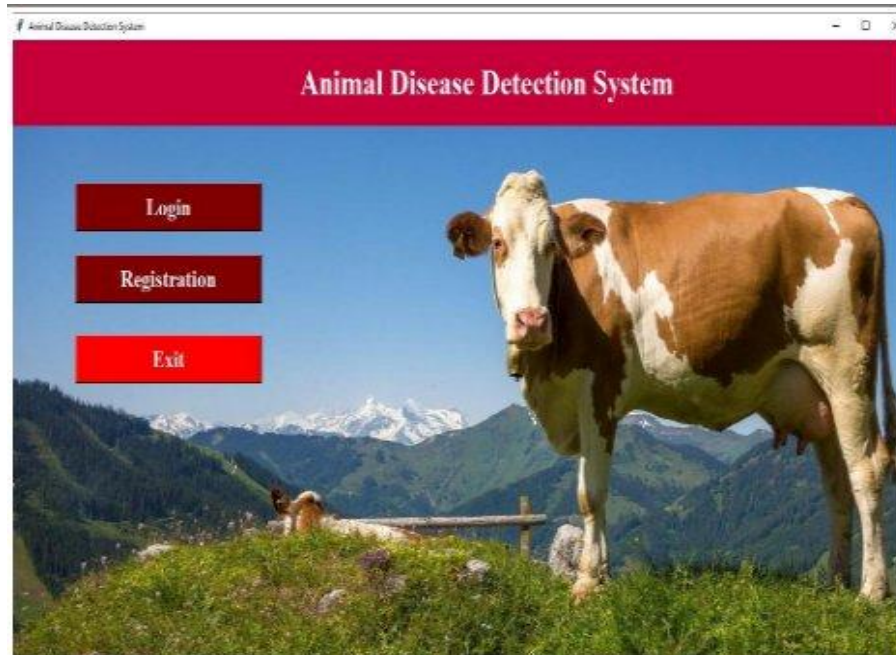 Animal Disease Detection System
Animal Disease Detection System
Login
Registration
Exit